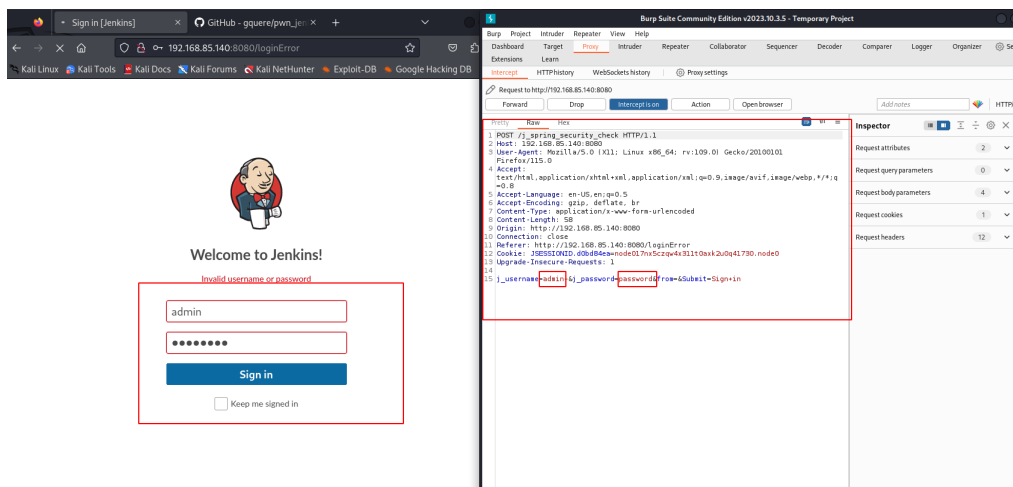 Sign in [Jenkins]
GitHub - gquere/pwn_jen
192.168.85.140:8080/loginError
Kali Linux Kali Tools Kali Docs Kali Forums Kali NetHunter Exploit-DB Google Hacking DB
Welcome to Jenkins!
Invalid username or password
admin
Sign in
Keep me signed in
Burp Suite Community Edition v2023.10.3.5 - Temporary Project
Burp Project Intruder Repeater View Help
Dashboard Target Proxy Intruder Repeater Collaborator Sequencer Decoder Comparer Logger Organizer Se
Extensions Learn
Intercept HTTP history WebSockets history Proxy settings
Request to http://192.168.85.140:8080
Forward Drop Intercept is on Action Open browser Add notes HTTP/
Pretty Raw Hex
1 POST /j_spring_security_check HTTP/1.1
2 Host: 192.168.85.140:8080
3 User-Agent: Mozilla/5.0 (X11; Linux x86_64; rv:109.0) Gecko/20100101
Firefox/115.0
4 Accept:
text/html,application/xhtml+xml,application/xml;q=0.9,image/avif,image/webp,*/*;q
=0.8
5 Accept-Language: en-US,en;q=0.5
6 Accept-Encoding: gzip, deflate, br
7 Content-Type: application/x-www-form-urlencoded
8 Content-Length: 58
9 Origin: http://192.168.85.140:8080
10 Connection: close
11 Referer: http://192.168.85.140:8080/loginError
12 Cookie: JSESSIONID.d0bd84ea=node017nx5czqw4x311t0axk2u0q41730.node0
13 Upgrade-Insecure-Requests: 1
14
15 j_username=admin&j_password=password&from=&Submit=Sign+in
Inspector
Request attributes 2
Request query parameters 0
Request body parameters 4
Request cookies 1
Request headers 12